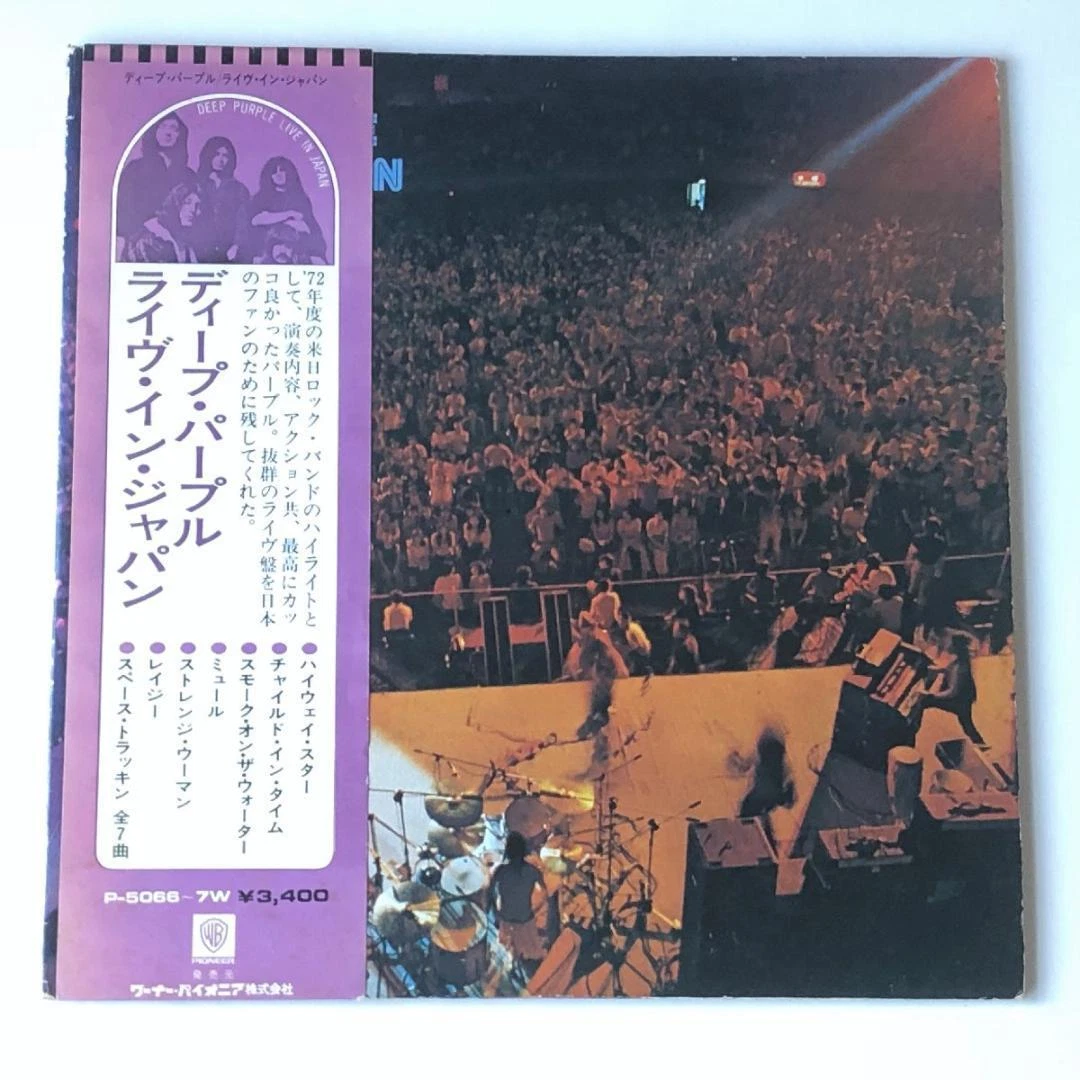 ディープ・パープル/ライヴ・イン・ジャパン
DEEP PURPLE LIVE IN JAPAN
'72年度の来日ロック・バンドのハイライトと
して、演奏内容、アクション共、最高にカッ
コ良かったパープル。抜群のライヴ盤を日本
のファンのために残してくれた。
ディープ・パープル
ライヴ・イン・ジャパン
●ハイウェイ・スター
●チャイルド・イン・タイム
●スモーク・オン・ザ・ウォーター
●ミュール
●ストレンジ・ウーマン
●レイジー
●スペース・トラッキン 全7曲
P-5066~7W ¥3,400
WB
PIONEER
発売元
ワーナー・パイオニア株式会社
E
N